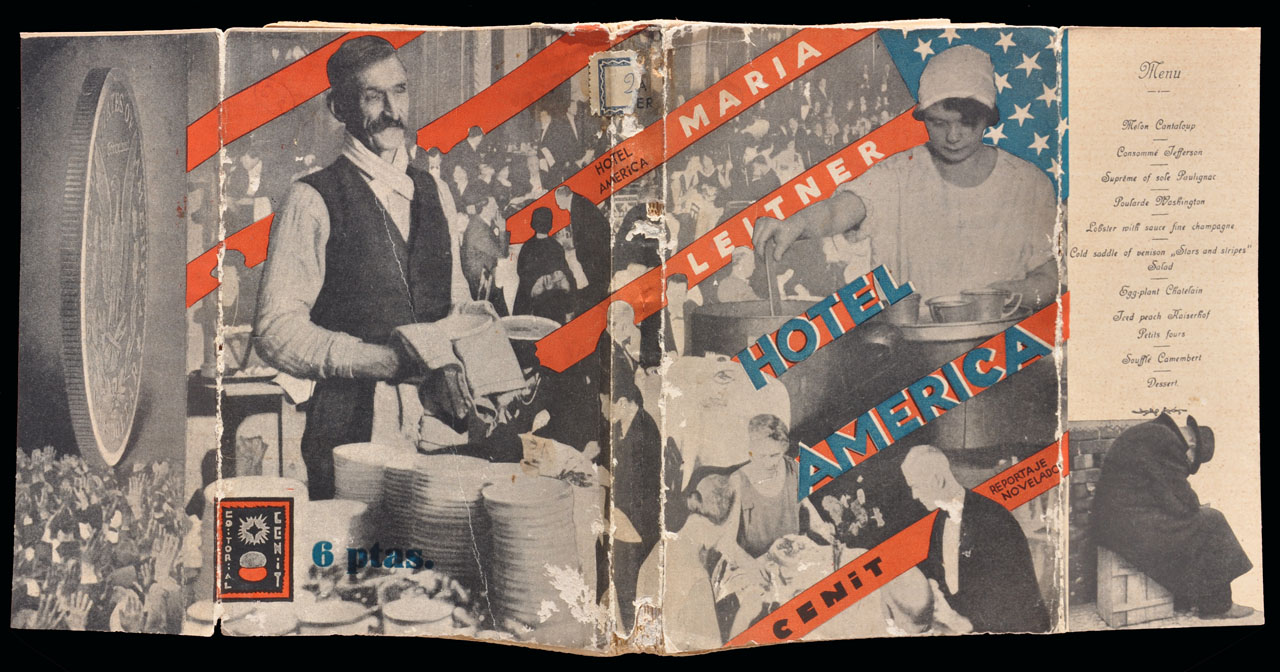 EDITORIAL
CENIT
6 ptas.
HOTEL
AMERICA
MARIA
LEITNER
HOTEL
AMERICA
REPORTAJE
NOVELADO
CENIT
Menu
Melon Cantaloup
Consommé Jefferson
Suprême of sole Paulignac
Poularde Washington
Lobster with sauce fine champagne
Cold saddle of venison „Stars and stripes"
Salad
Egg-plant Chatelain
Iced peach Kaiserhof
Petits fours
Soufflé Camembert
Dessert.